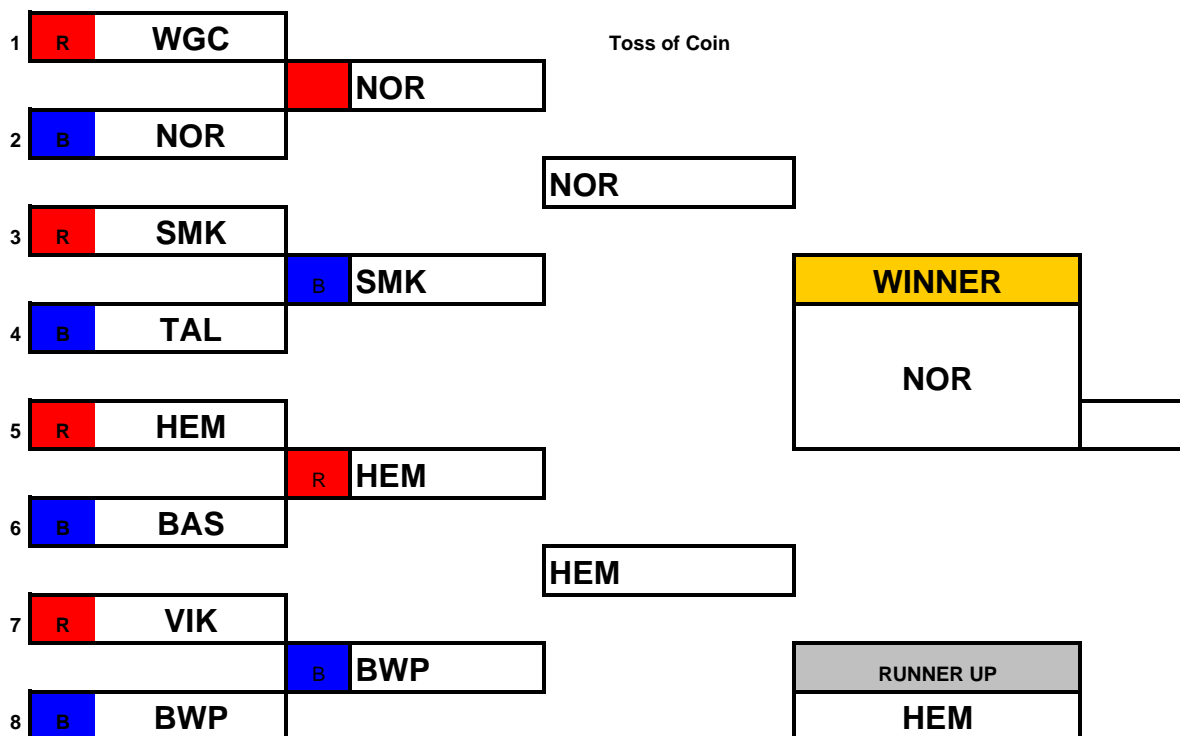 1 R WGC Toss of Coin
NOR
2 B NOR
NOR
3 R SMK
B SMK WINNER
4 B TAL
NOR
5 R HEM
R HEM
6 B BAS
HEM
7 R VIK
B BWP RUNNER UP
8 B BWP HEM